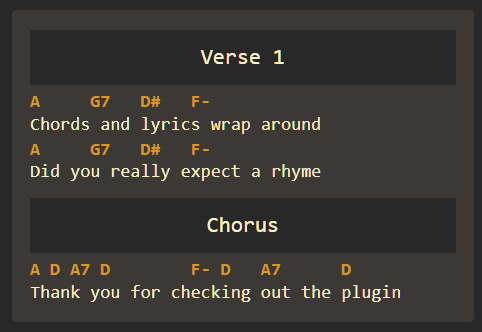 Verse 1
A     G7   D#   F-
Chords and lyrics wrap around
A     G7   D#   F-
Did you really expect a rhyme
Chorus
A D A7 D        F- D   A7      D
Thank you for checking out the plugin